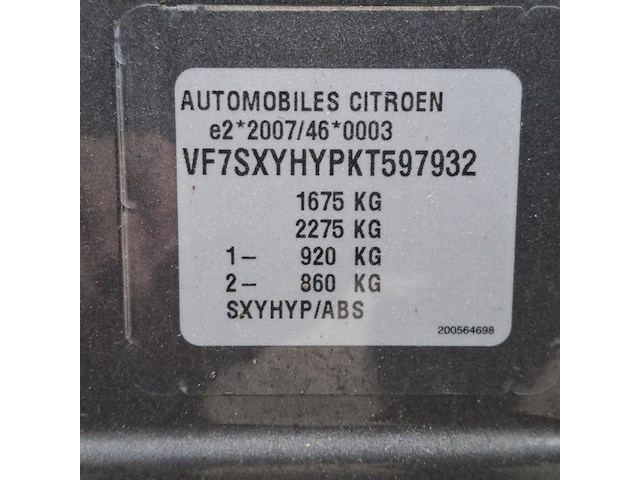 AUTOMOBILES CITROEN
e2*2007/46*0003
VF7SXYHYPKT597932
1675 KG
2275 KG
1- 920 KG
2- 860 KG
SXYHYP/ABS
200564698